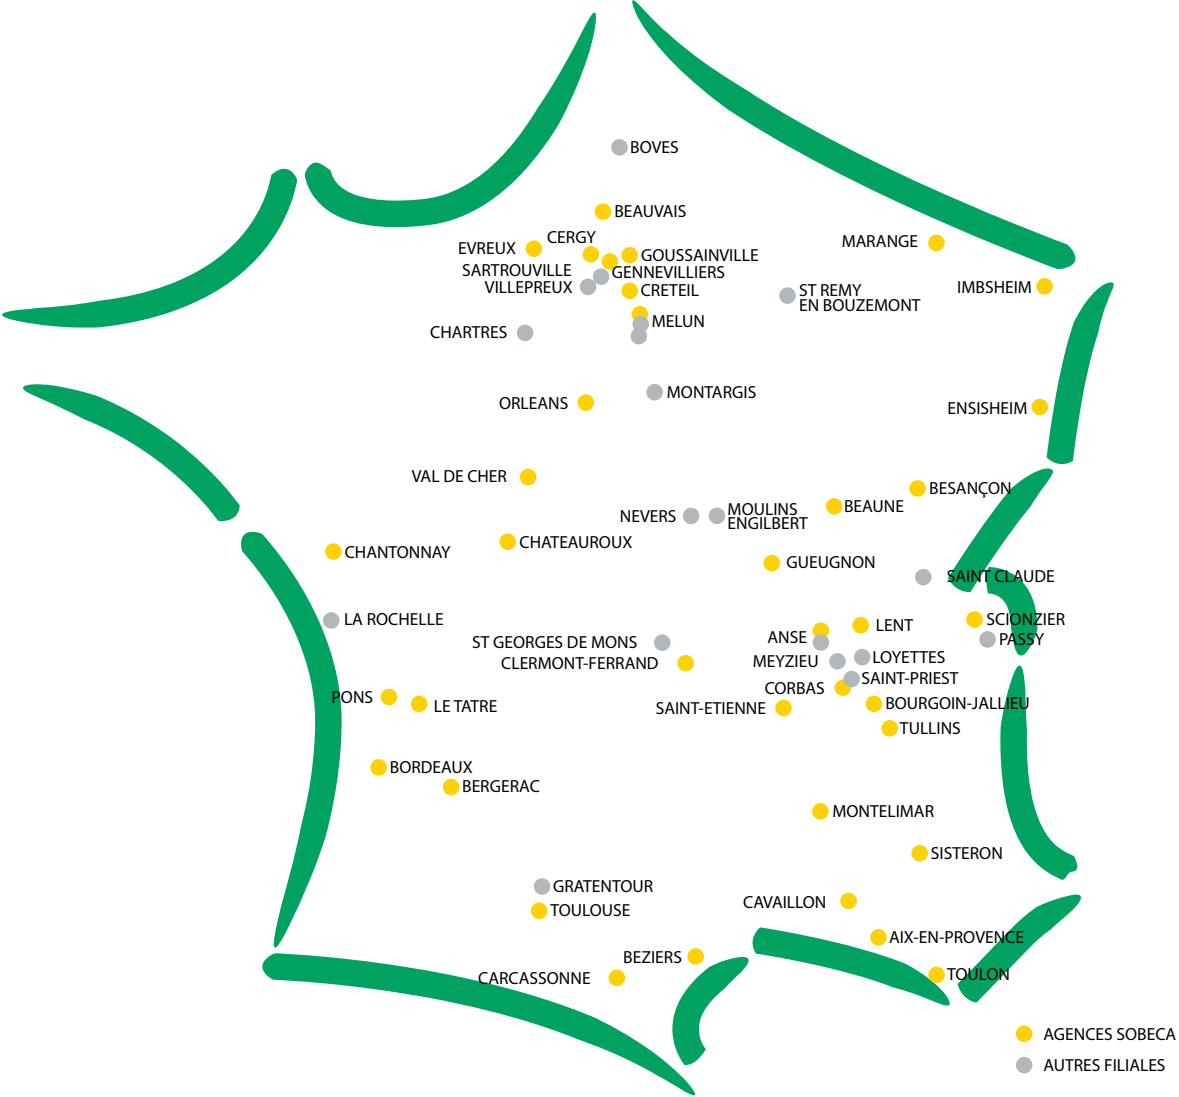 BOVES
BEAUVAIS
CERGY
EVREUX
GOUSSAINVILLE
MARANGE
SARTROUVILLE
GENNEVILLIERS
VILLEPREUX
CRETEIL
ST REMY
EN BOUZEMONT
IMBSHEIM
MELUN
CHARTRES
MONTARGIS
ORLEANS
ENSISHEIM
VAL DE CHER
BESANÇON
BEAUNE
NEVERS
MOULINS
ENGILBERT
CHATEAUROUX
CHANTONNAY
GUEUGNON
SAINT CLAUDE
LA ROCHELLE
SCIONZIER
LENT
ANSE
PASSY
ST GEORGES DE MONS
LOYETTES
CLERMONT-FERRAND
MEYZIEU
SAINT-PRIEST
CORBAS
PONS
LE TATRE
SAINT-ETIENNE
BOURGOIN-JALLIEU
TULLINS
BORDEAUX
BERGERAC
MONTELIMAR
SISTERON
GRATENTOUR
CAVAILLON
TOULOUSE
AIX-EN-PROVENCE
BEZIERS
TOULON
CARCASSONNE
AGENCES SOBECA
AUTRES FILIALES